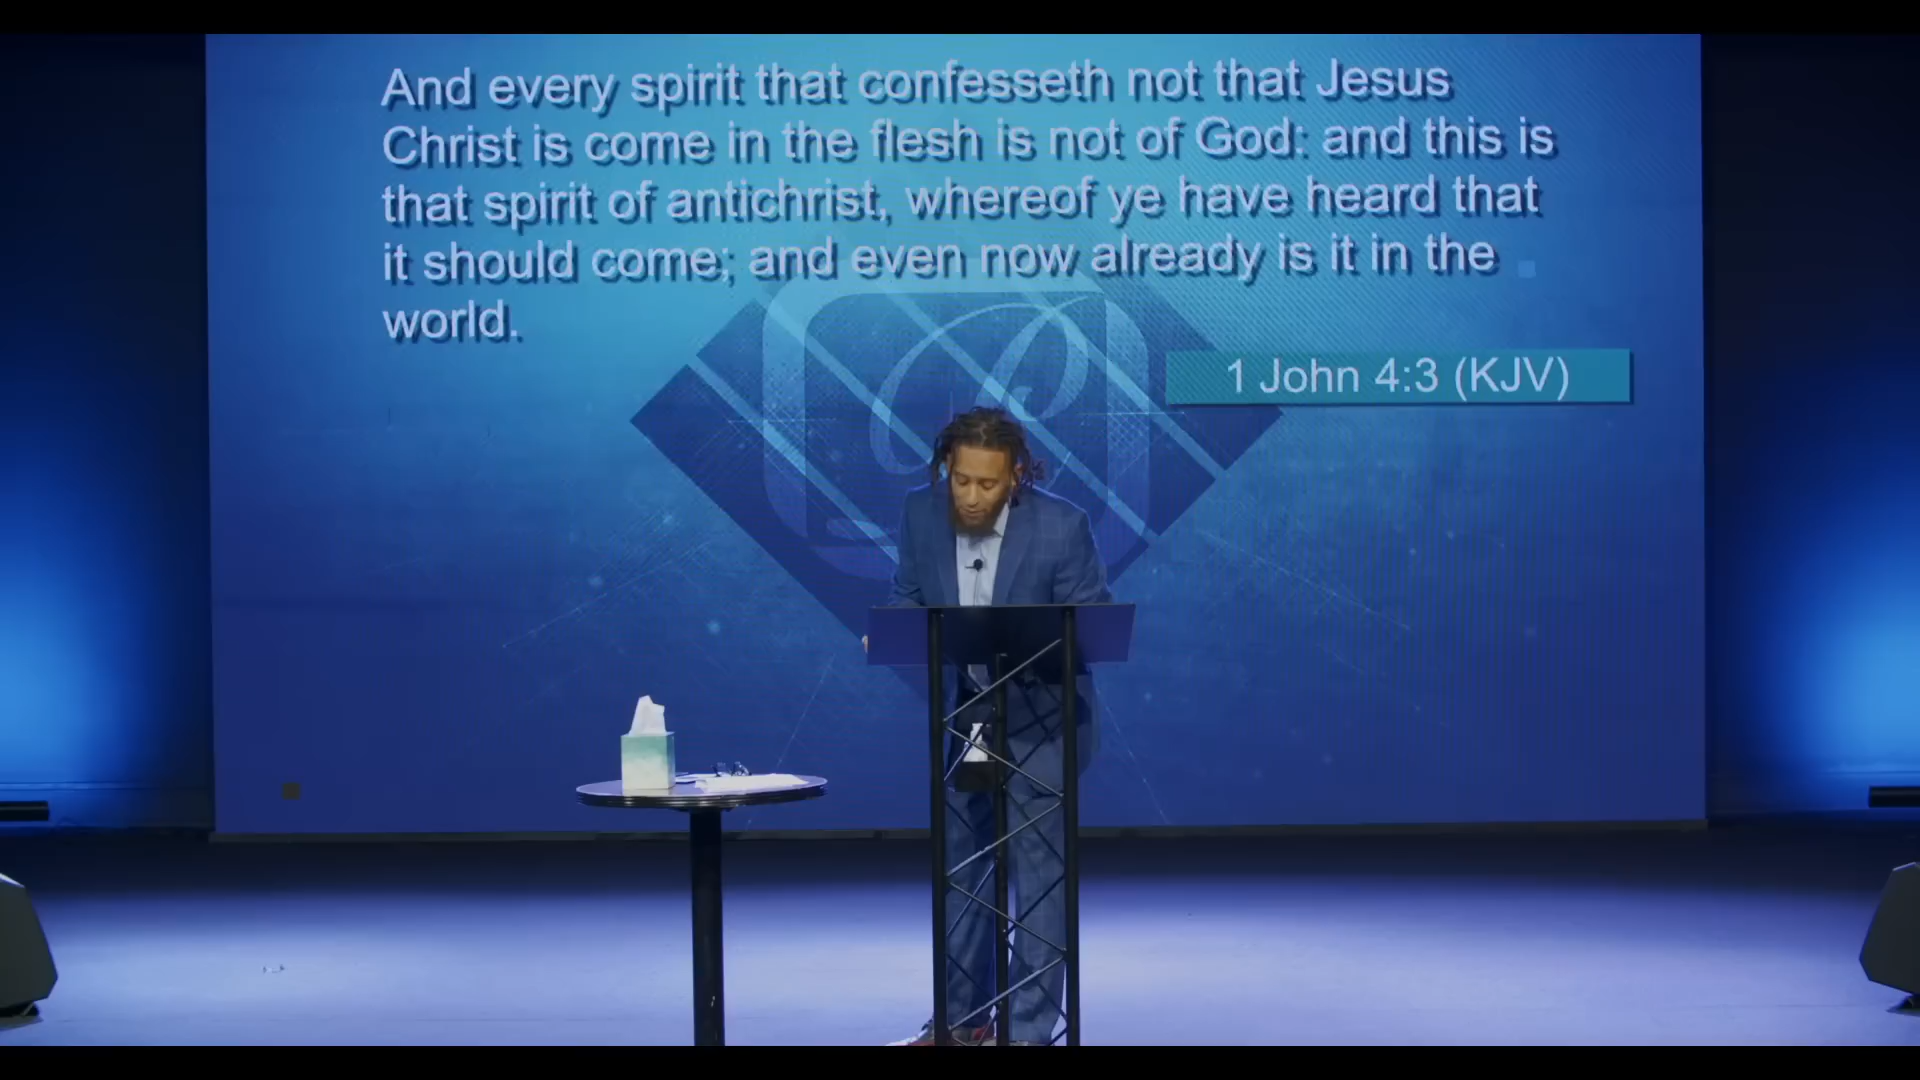 And every spirit that confesseth not that Jesus
Christ is come in the flesh is not of God: and this is
that spirit of antichrist, whereof ye have heard that
it should come; and even now already is it in the
world.
1 John 4:3 (KJV)